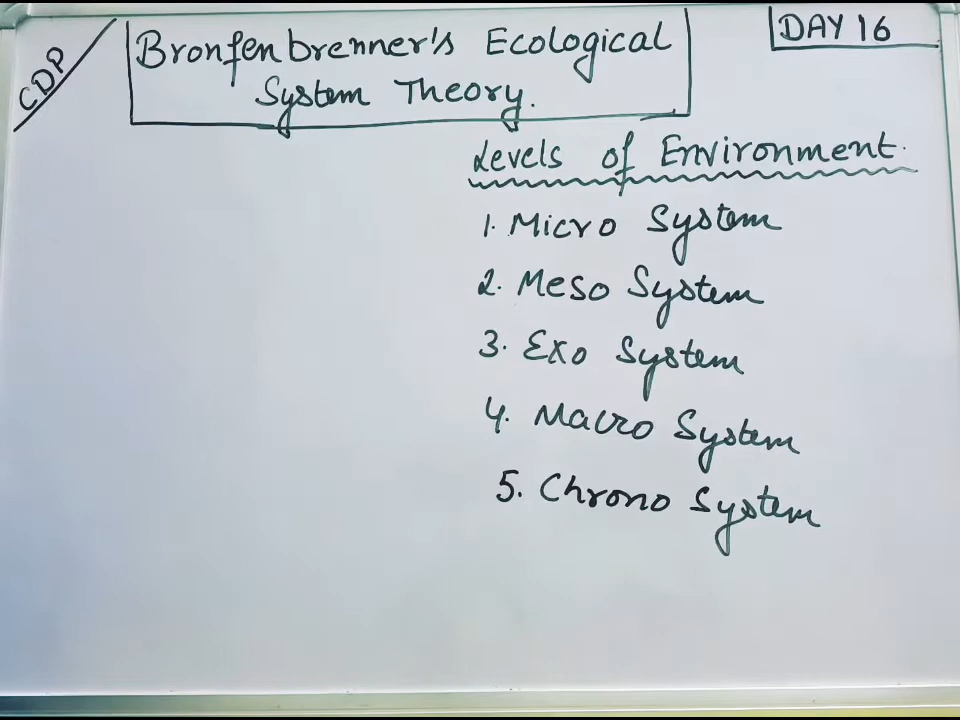 CDP
Bronfenbrenner's Ecological
System Theory.
DAY 16
Levels of Environment.
1. Micro System
2. Meso System
3. Exo System
4. Macro System
5. Chrono System